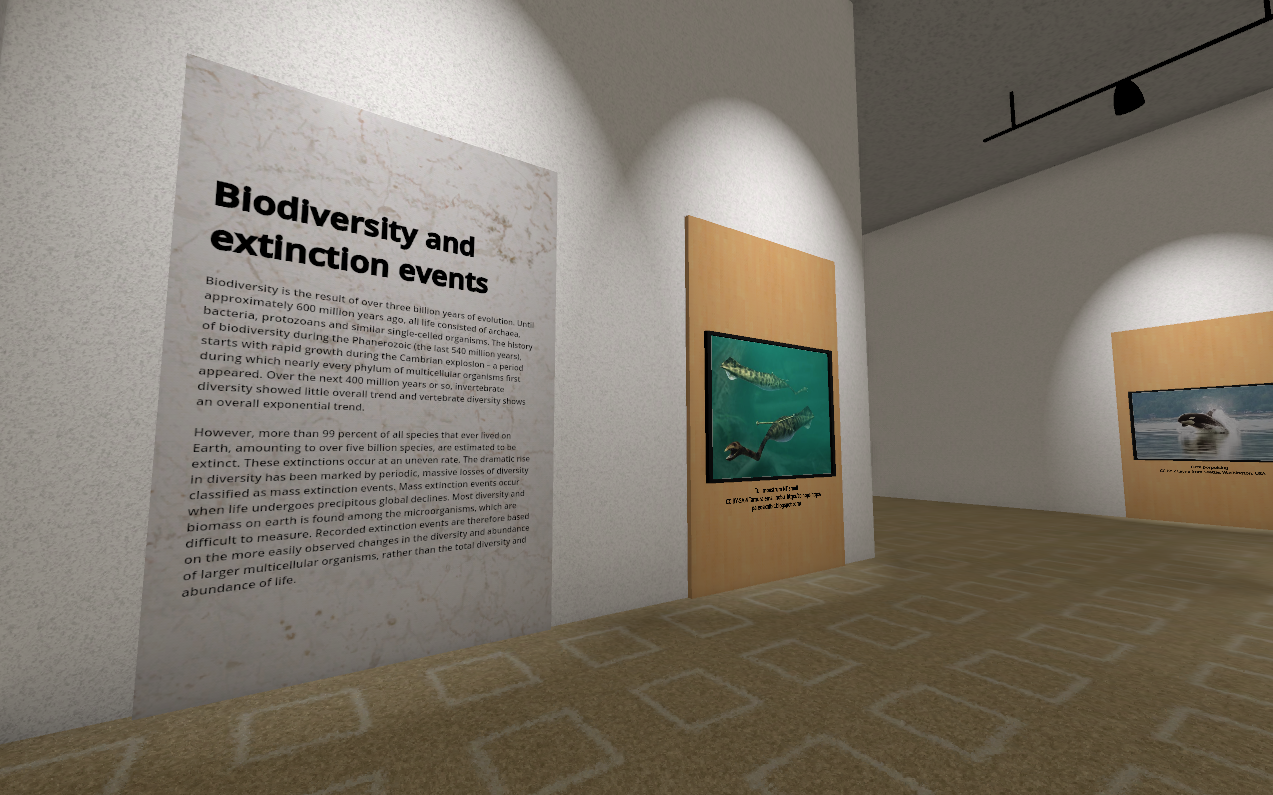 Biodiversity and
extinction events
Biodiversity is the result of over three billion years of evolution. Until
approximately 600 million years ago, all life consisted of archaea,
bacteria, protozoans and similar single-celled organisms. The history
of biodiversity during the Phanerozoic (the last 540 million years),
starts with rapid growth during the Cambrian explosion – a period
during which nearly every phylum of multicellular organisms first
appeared. Over the next 400 million years or so, invertebrate
diversity showed little overall trend and vertebrate diversity shows
an overall exponential trend.
However, more than 99 percent of all species that ever lived on
Earth, amounting to over five billion species, are estimated to be
extinct. These extinctions occur at an uneven rate. The dramatic rise
in diversity has been marked by periodic, massive losses of diversity
classified as mass extinction events. Mass extinction events occur
when life undergoes precipitous global declines. Most diversity and
biomass on earth is found among the microorganisms, which are
difficult to measure. Recorded extinction events are therefore based
on the more easily observed changes in the diversity and abundance
of larger multicellular organisms, rather than the total diversity and
abundance of life.